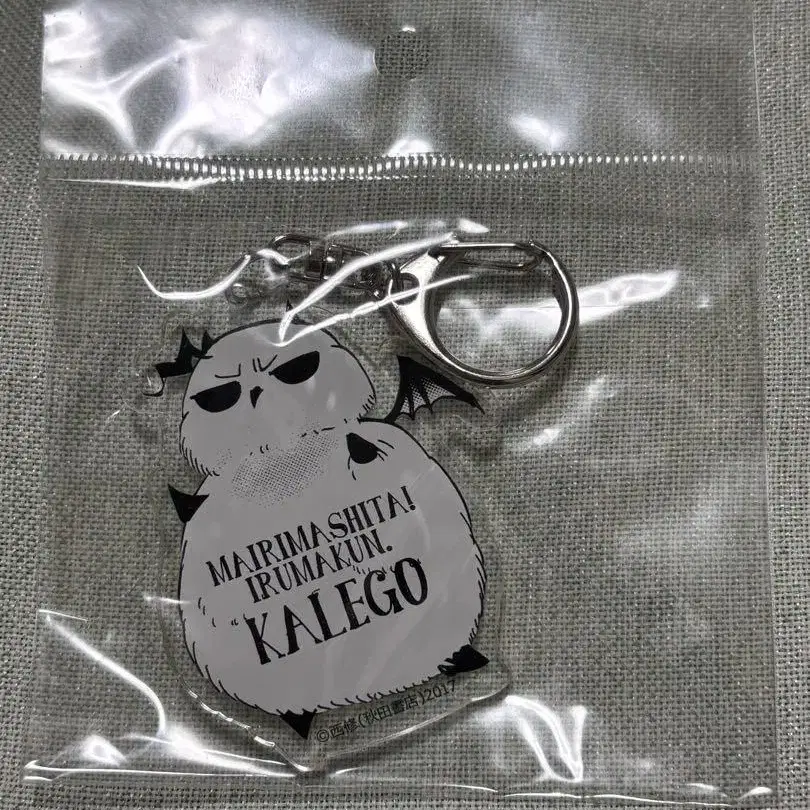 MAIRIMASHITA!
IRUMAKUN.
KALEGO
©西修(秋田書店)2017